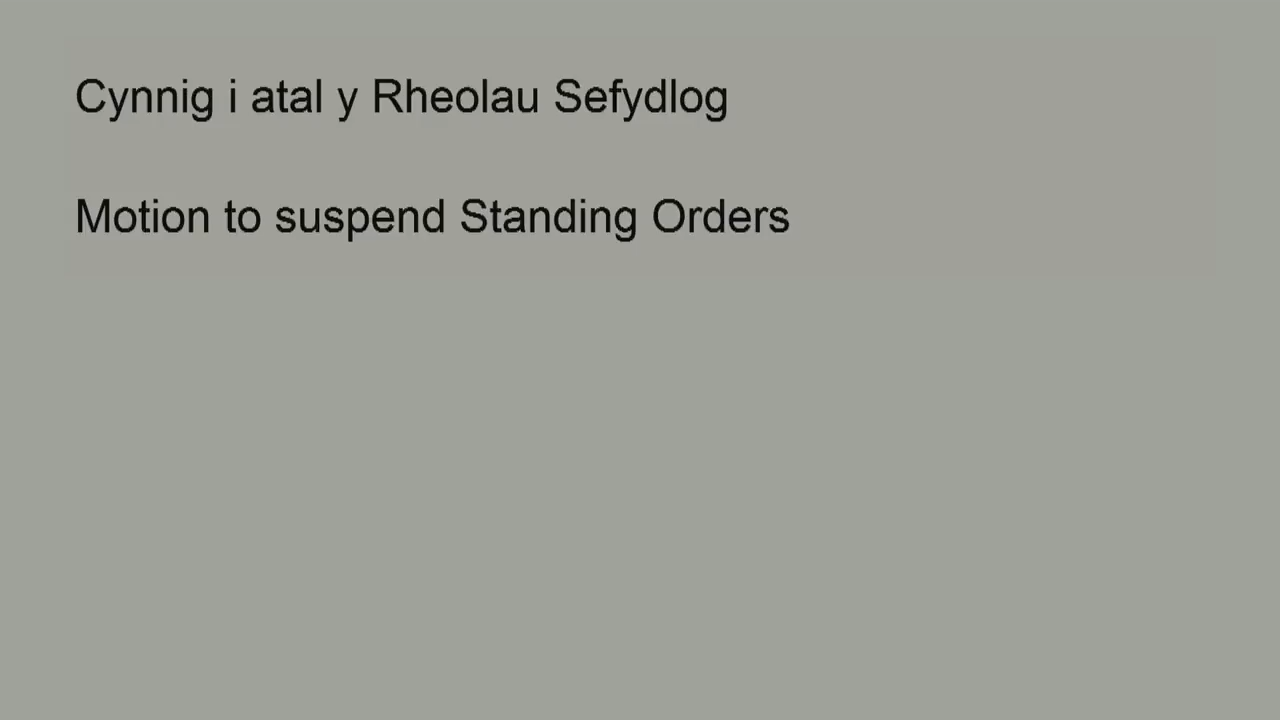 Cynnig i atal y Rheolau Sefydlog
Motion to suspend Standing Orders